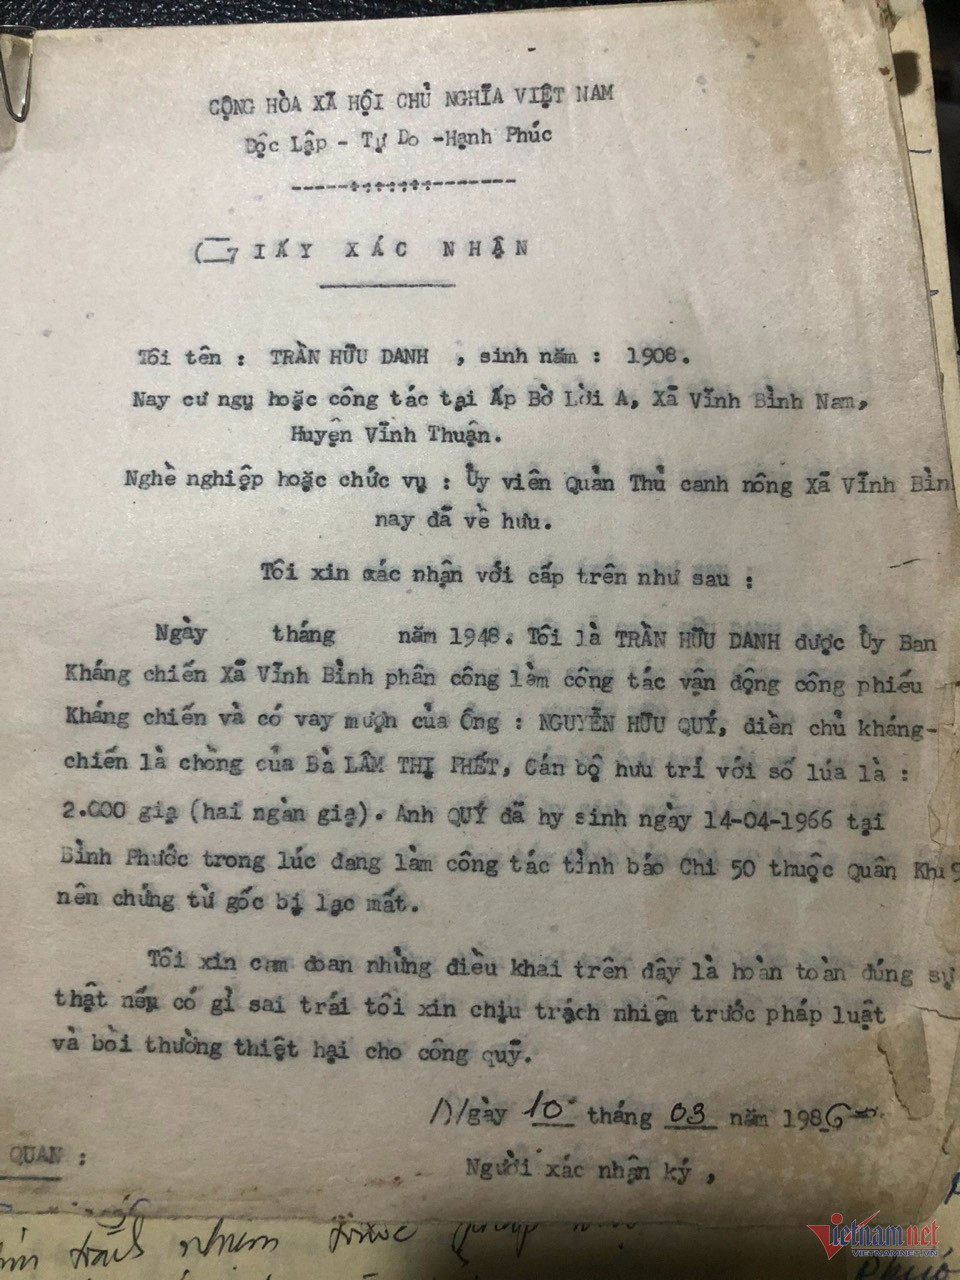 CỘNG HÒA XÃ HỘI CHỦ NGHĨA VIỆT NAM
Độc Lập - Tự Do -Hạnh Phúc
GIẤY XÁC NHẬN
Tôi tên : TRẦN HỮU DANH , sinh năm : 1908.
Nay cư ngụ hoặc công tác tại Ấp Bờ Lời A, Xã Vĩnh Bình Nam,
Huyện Vĩnh Thuận.
Nghề nghiệp hoặc chức vụ : Ủy viên Quản Thủ canh nông Xã Vĩnh Bìn
nay đã về hưu.
Tôi xin xác nhận với cấp trên như sau :
Ngày tháng năm 1948. Tôi là TRẦN HỮU DANH được Ủy Ban
Kháng chiến Xã Vĩnh Bình phân công làm công tác vận động công phiếu
Kháng chiến và có vay mượn của Ông : NGUYỄN HỮU QUÝ, điền chủ kháng-
chiến là chồng của Bà LÂM THỊ PHẾT, Cán bộ hưu trí với số lúa là :
2.000 giạ (hai ngàn giạ). Anh QUÝ đã hy sinh ngày 14-04-1966 tại
Bình Phước trong lúc đang làm công tác tình báo Chi 50 thuộc Quân Khu 9
nên chứng từ gốc bị lạc mất.
Tôi xin cam đoan những điều khai trên đây là hoàn toàn đúng sự
thật nếu có gì sai trái tôi xin chịu trách nhiệm trước pháp luật
và bồi thường thiệt hại cho công quỹ.
Ngày 10 tháng 03 năm 1986
QUAN :
Người xác nhận ký ,
nhiệm
vietnamnet
VIETNAMNET.VN